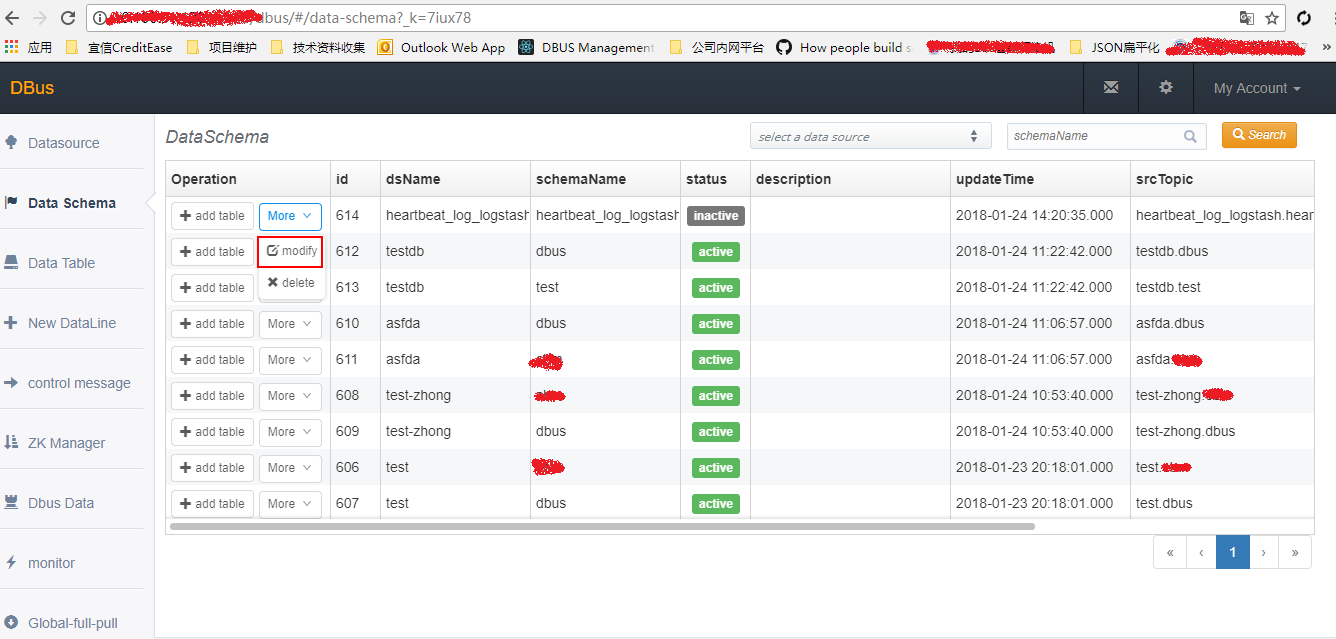 dbus/#/data-schema?_k=7iux78
应用 宜信CreditEase 项目维护 技术资料收集 Outlook Web App DBUS Management 公司内网平台 How people build s JSON扁平化 »
DBus My Account
Datasource
Data Schema
Data Table
New DataLine
control message
ZK Manager
Dbus Data
monitor
Global-full-pull
DataSchema select a data source schemaName Search
Operation id dsName schemaName status description updateTime srcTopic
add table More 614 heartbeat_log_logstash heartbeat_log_logstash inactive 2018-01-24 14:20:35.000 heartbeat_log_logstash.hear
add table modify 612 testdb dbus active 2018-01-24 11:22:42.000 testdb.dbus
add table delete 613 testdb test active 2018-01-24 11:22:42.000 testdb.test
add table More 610 asfda dbus active 2018-01-24 11:06:57.000 asfda.dbus
add table More 611 asfda active 2018-01-24 11:06:57.000 asfda.
add table More 608 test-zhong active 2018-01-24 10:53:40.000 test-zhong.
add table More 609 test-zhong dbus active 2018-01-24 10:53:40.000 test-zhong.dbus
add table More 606 test active 2018-01-23 20:18:01.000 test.
add table More 607 test dbus active 2018-01-23 20:18:01.000 test.dbus
« ‹ 1 › »